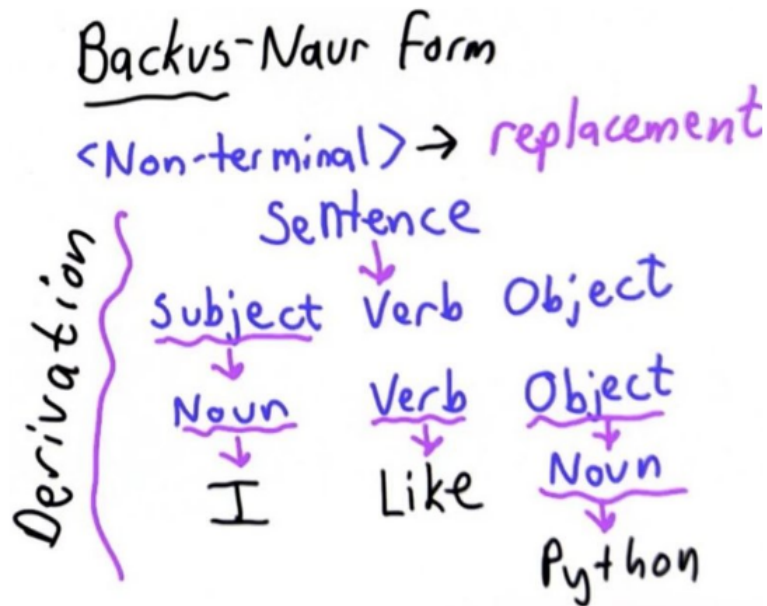 Backus-Naur Form
<Non-terminal> → replacement
Derivation
Sentence
Subject Verb Object
Noun Verb Object
I Like Noun
Python